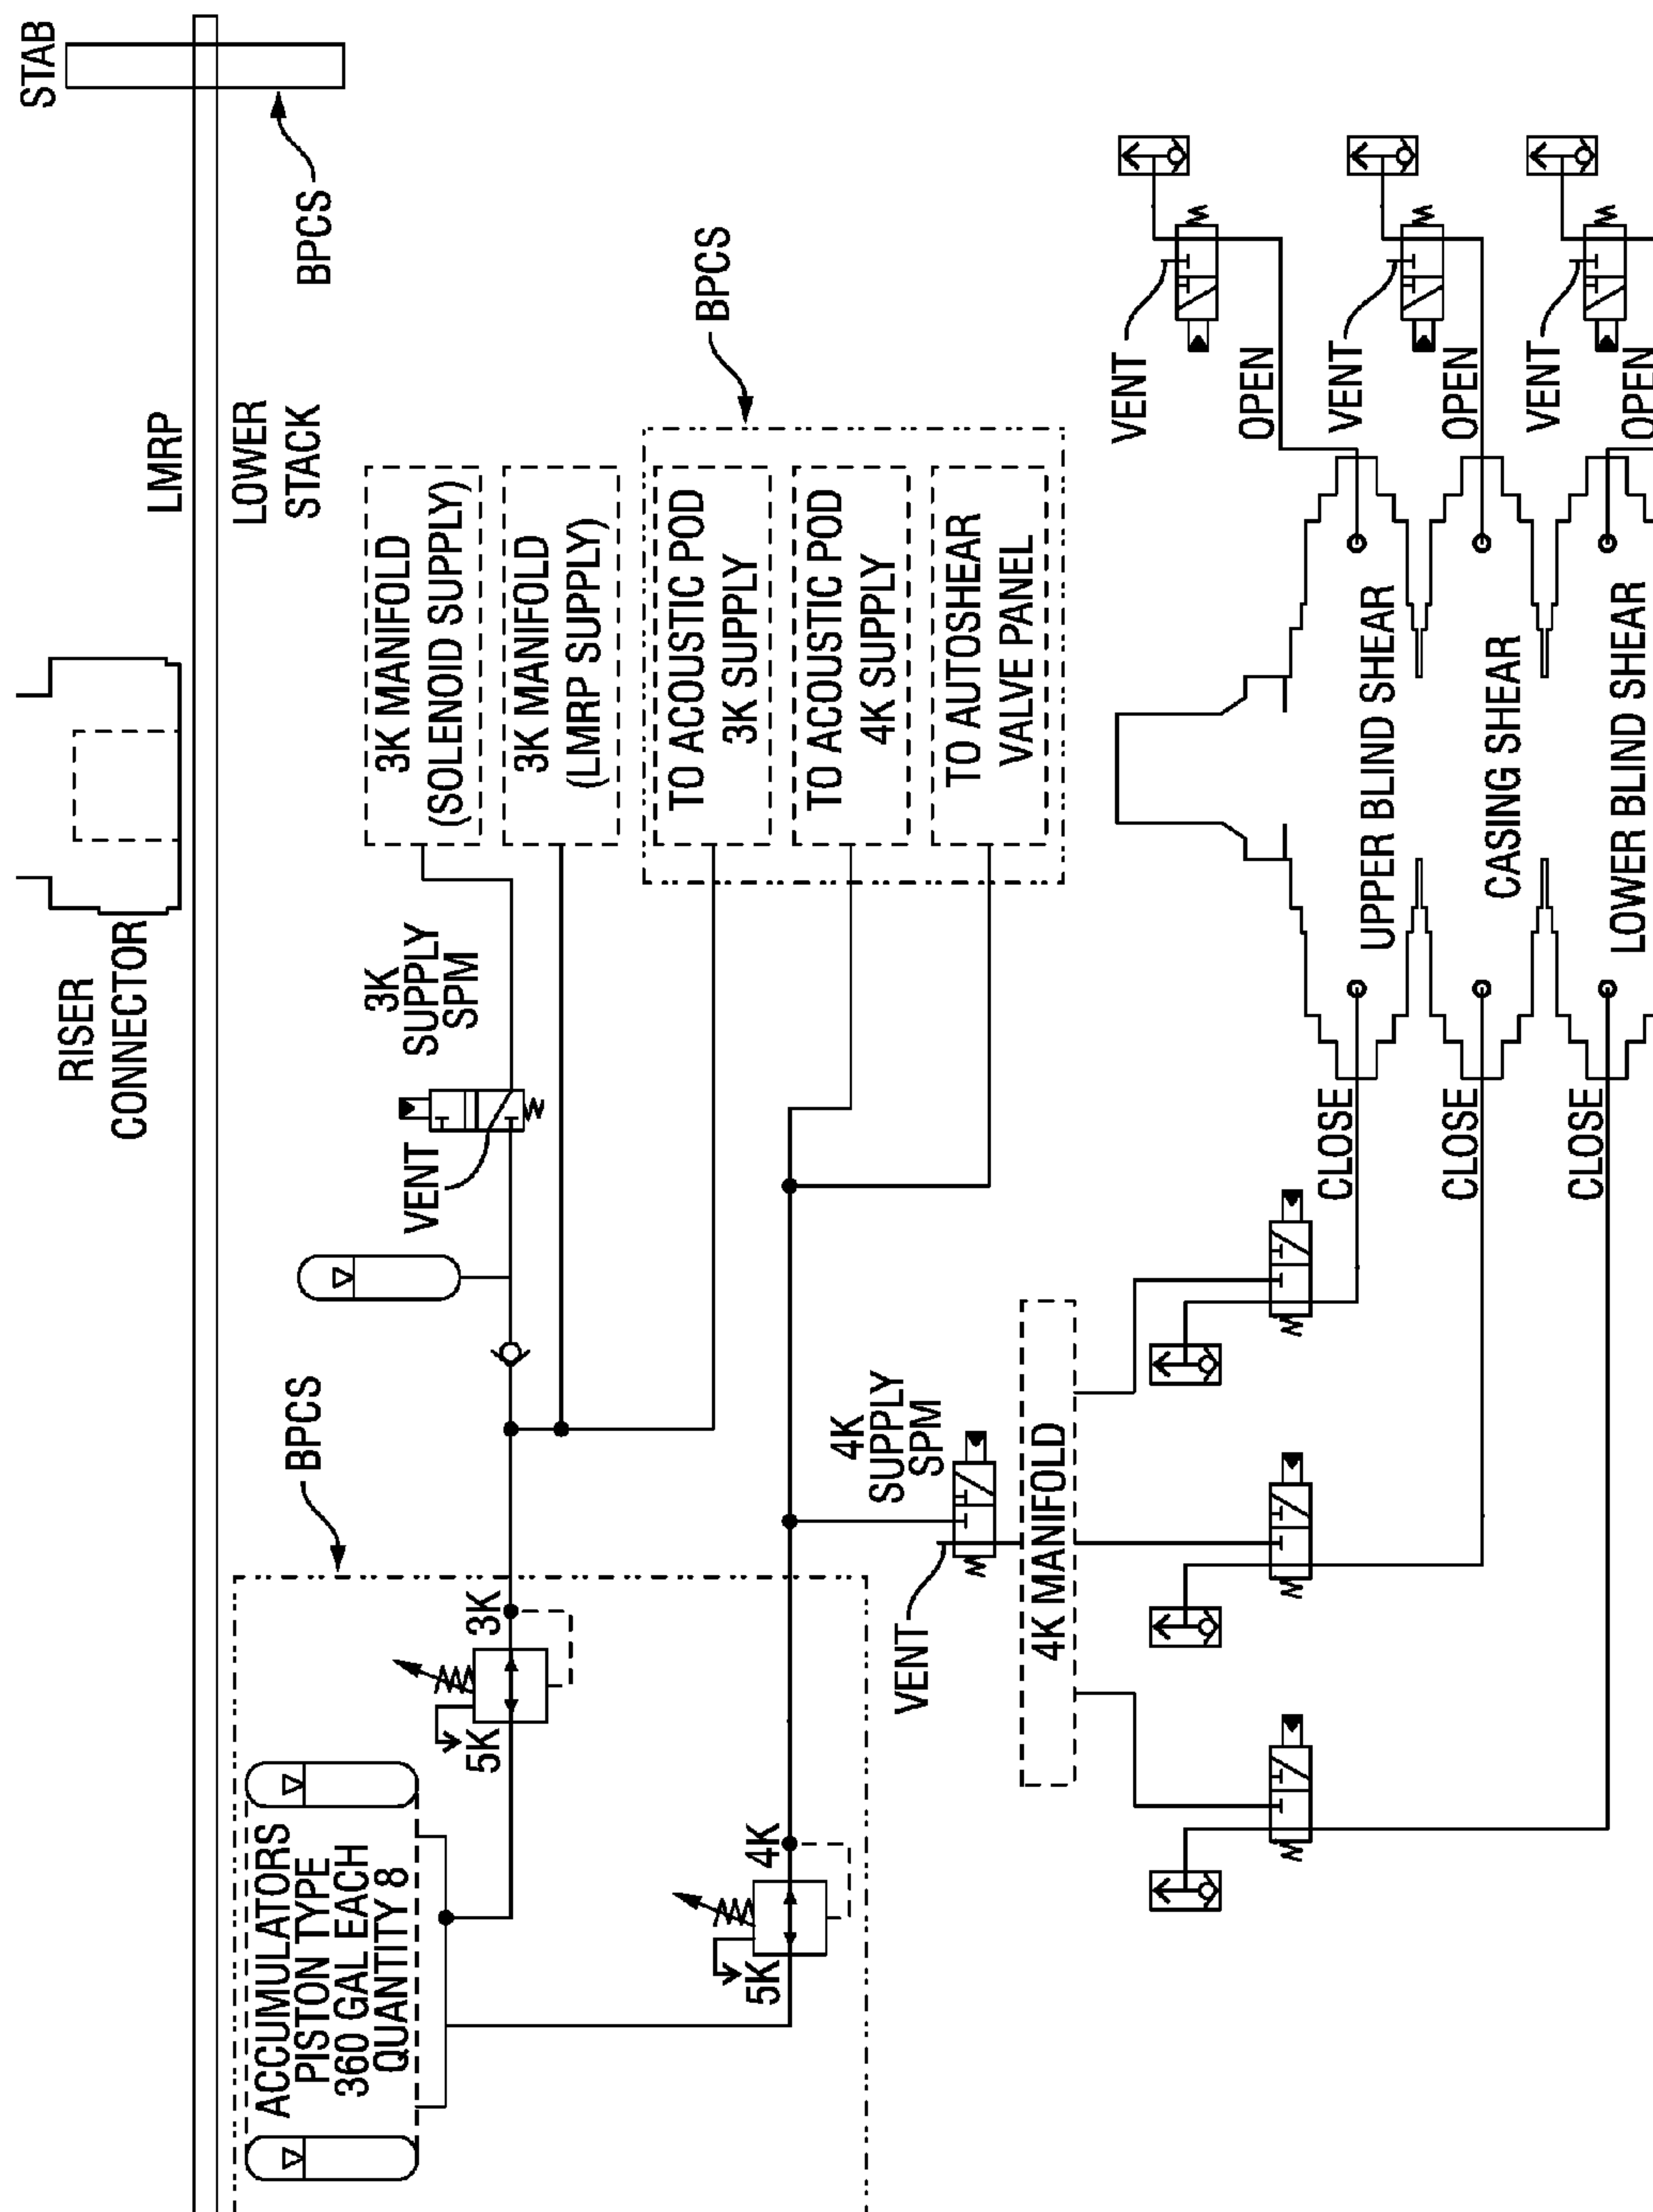 STAB
BPCS
LMRP
LOWER
STACK
RISER
CONNECTOR
3K MANIFOLD
(SOLENOID SUPPLY)
3K MANIFOLD
(LMRP SUPPLY)
BPCS
TO ACOUSTIC POD
3K SUPPLY
TO ACOUSTIC POD
4K SUPPLY
TO AUTOSHEAR
VALVE PANEL
3K
SUPPLY
SPM
VENT
BPCS
ACCUMULATORS
PISTON TYPE
360 GAL EACH
QUANTITY 8
5K
3K
5K
4K
4K
SUPPLY
SPM
VENT
4K MANIFOLD
VENT
OPEN
VENT
OPEN
VENT
OPEN
UPPER BLIND SHEAR
CASING SHEAR
LOWER BLIND SHEAR
CLOSE
CLOSE
CLOSE